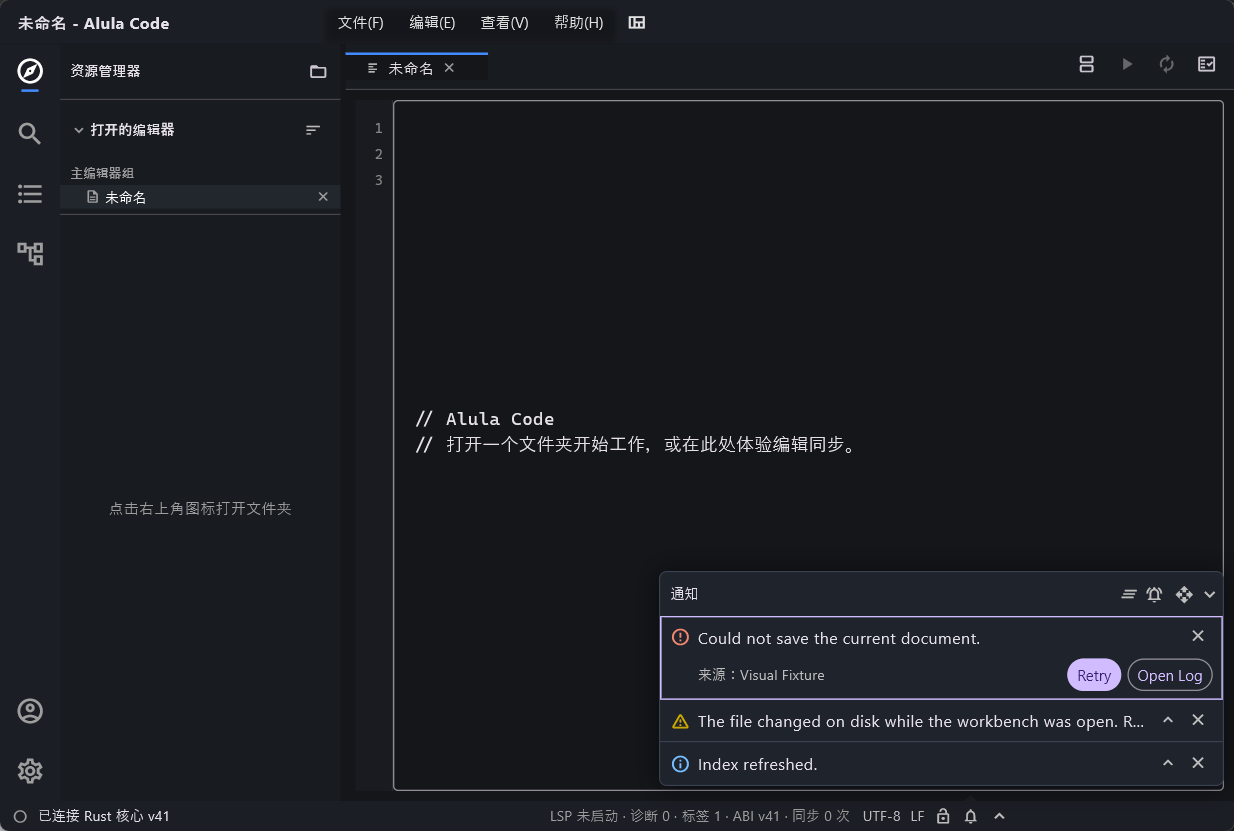 未命名 - Alula Code
文件(F) 编辑(E) 查看(V) 帮助(H)
资源管理器
未命名
打开的编辑器
主编辑器组
未命名
点击右上角图标打开文件夹
1
2
3
// Alula Code
// 打开一个文件夹开始工作, 或在此处体验编辑同步。
通知
Could not save the current document.
来源：Visual Fixture
Retry
Open Log
The file changed on disk while the workbench was open. R...
Index refreshed.
已连接 Rust 核心 v41
LSP 未启动 · 诊断 0 · 标签 1 · ABI v41 · 同步 0 次
UTF-8
LF